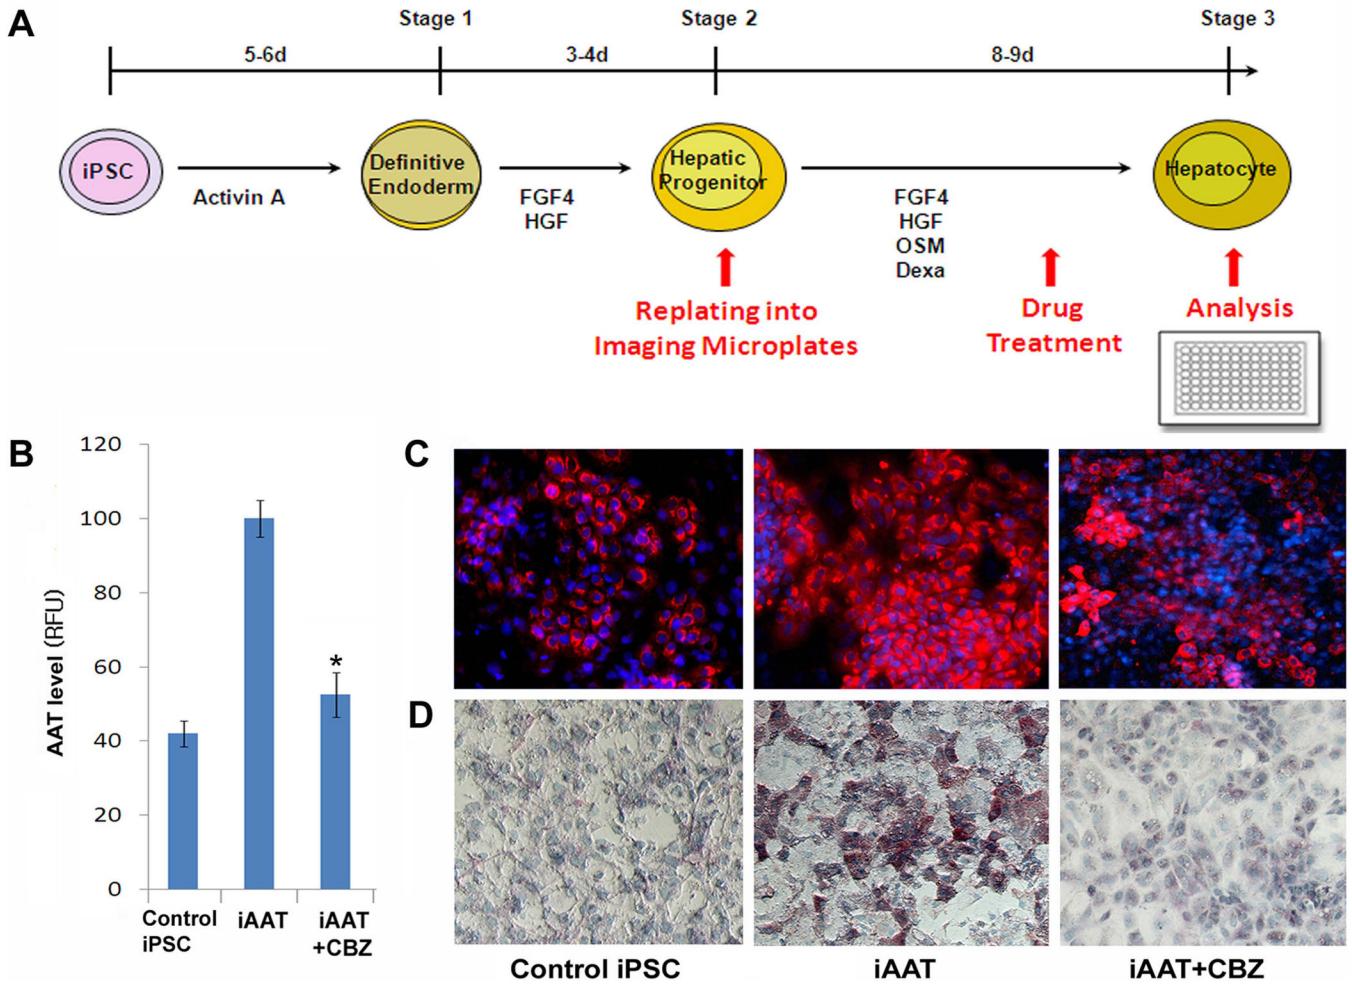 A
Stage 1
Stage 2
Stage 3
5-6d
3-4d
8-9d
iPSC
Activin A
Definitive
Endoderm
FGF4
HGF
Hepatic
Progenitor
FGF4
HGF
OSM
Dexa
Hepatocyte
Replating into
Imaging Microplates
Drug
Treatment
Analysis
B
AAT level (RFU)
120
100
80
60
40
20
0
*
Control
iPSC
iAAT
iAAT
+CBZ
C
D
Control iPSC
iAAT
iAAT+CBZ